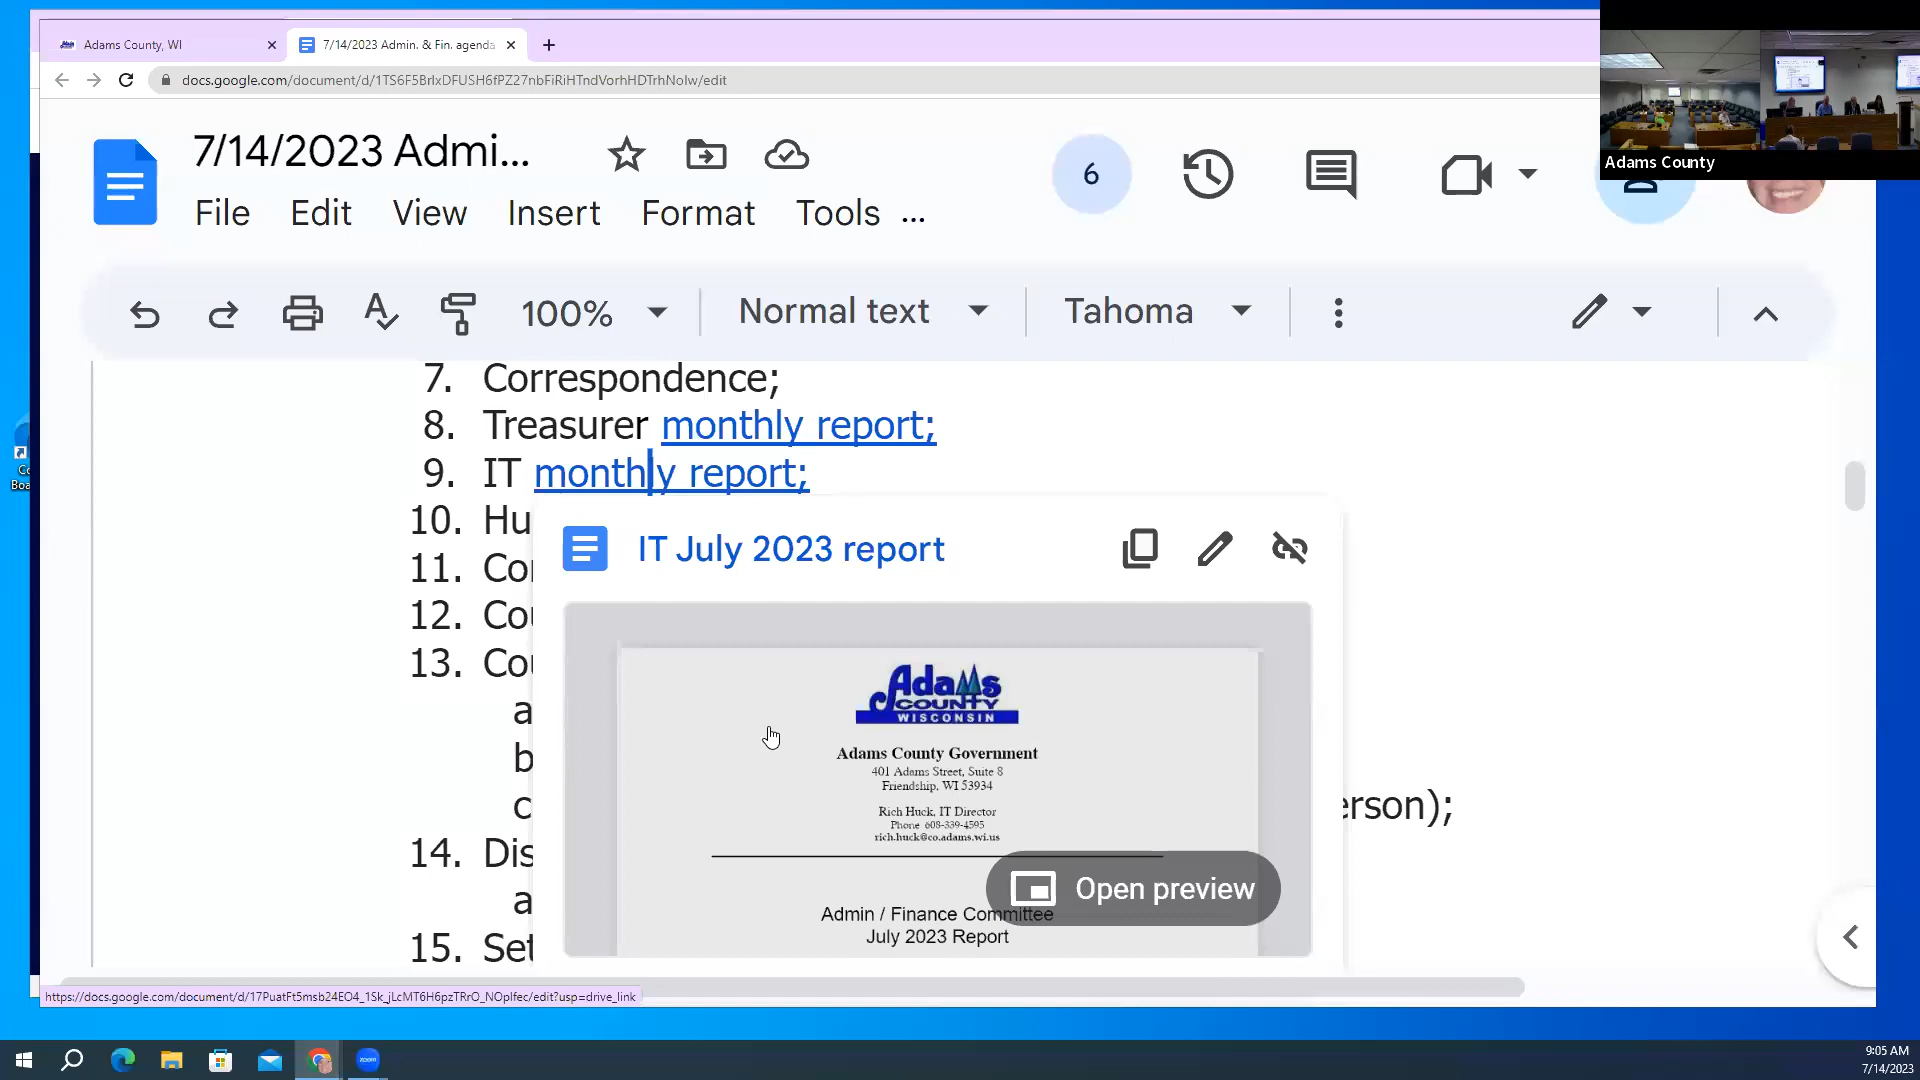 Adams County, WI
7/14/2023 Admin. & Fin. agenda
docs.google.com/document/d/1TS6F5BrlxDFUSH6fPZ27nbFiRiHTndVorhHDTrhNolw/edit
Adams County
7/14/2023 Admi...
6
File Edit View Insert Format Tools ...
100% Normal text Tahoma
7. Correspondence;
8. Treasurer monthly report;
9. IT monthly report;
10. Hu
IT July 2023 report
11. Co
12. Cou
13. Cou
a
b
c
erson);
14. Dis
a
15. Set
Adams
COUNTY
WISCONSIN
Adams County Government
401 Adams Street, Suite 8
Friendship, WI 53934
Rich Huck, IT Director
Phone 608-339-4595
rich.huck@co.adams.wi.us
Open preview
Admin / Finance Committee
July 2023 Report
https://docs.google.com/document/d/17PuatFt5msb24EO4_1Sk_jLcMT6H6pzTRrO_NOplfec/edit?usp=drive_link
Co
Boa
zoom
9:05 AM
7/14/2023